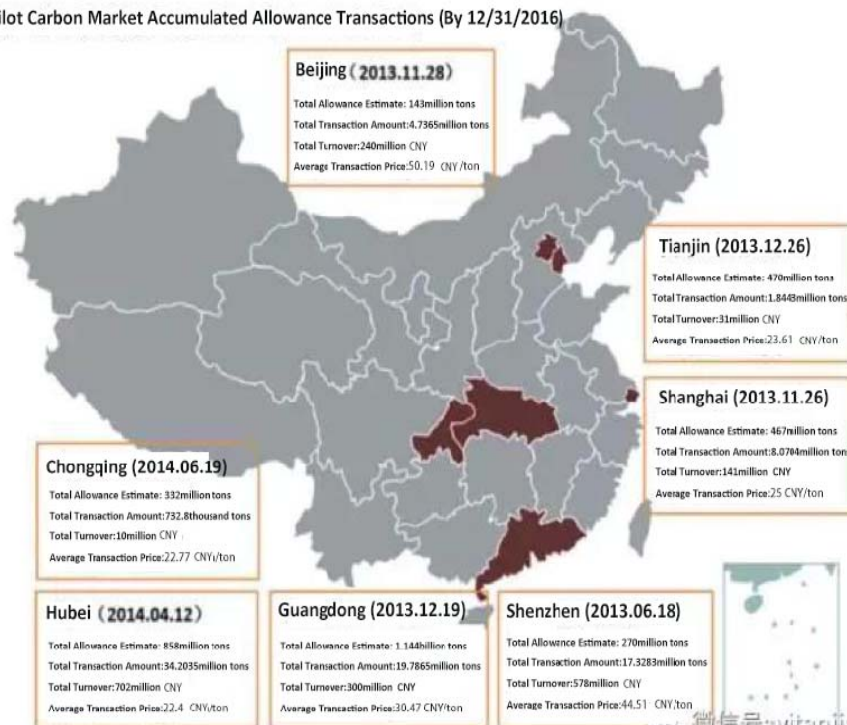 ilot Carbon Market Accumulated Allowance Transactions (By 12/31/2016)
Beijing（2013.11.28）
Total Allowance Estimate: 143million tons
Total Transaction Amount:4.7365million tons
Total Turnover:240million CNY
Average Transaction Price:50.19 CNY/ton
Tianjin (2013.12.26)
Total Allowance Estimate: 470million tons
Total Transaction Amount:1.8443million tons
Total Turnover:31million CNY
Average Transaction Price:23.61 CNY/ton
Shanghai (2013.11.26)
Total Allowance Estimate: 467million tons
Total Transaction Amount:8.0704million ton
Total Turnover:141million CNY
Average Transaction Price:25 CNY/ton
Chongqing (2014.06.19)
Total Allowance Estimate: 332million tons
Total Transaction Amount:732.8thousand tons
Total Turnover:10million CNY
Average Transaction Price:22.77 CNY/ton
Hubei（2014.04.12）
Total Allowance Estimate: 858million tons
Total Transaction Amount:34.2035million tons
Total Turnover:702million CNY
Average Transaction Price:22.4 CNY/ton
Guangdong (2013.12.19)
Total Allowance Estimate: 1.144billion tons
Total Transaction Amount:19.7865million tons
Total Turnover:300million CNY
Average Transaction Price:30.47 CNY/ton
Shenzhen (2013.06.18)
Total Allowance Estimate: 270million tons
Total Transaction Amount:17.3283million tons
Total Turnover:578million CNY
Average Transaction Price:44.51 CNY/ton